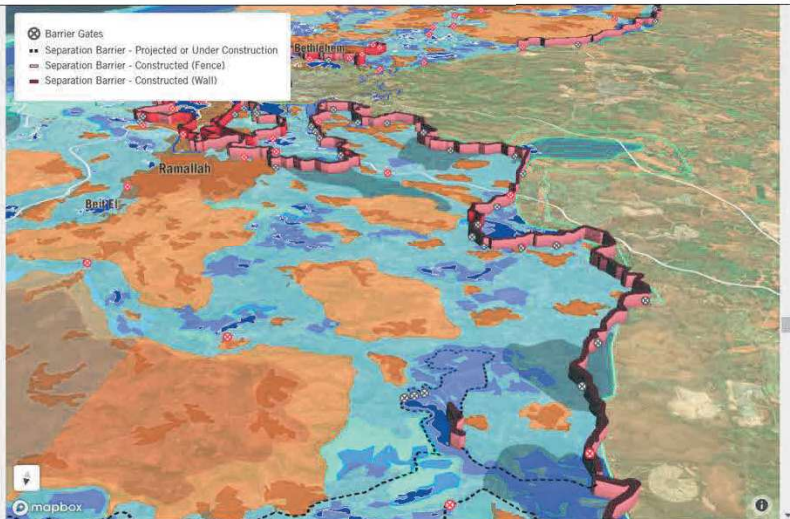 Barrier Gates
Separation Barrier - Projected or Under Construction
Separation Barrier - Constructed (Fence)
Separation Barrier - Constructed (Wall)
Bethlehem
Ramallah
Beit El
mapbox